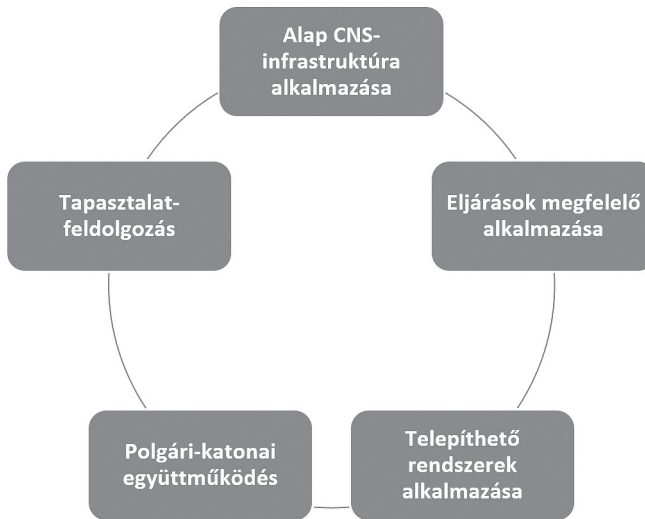 Alap CNS-
infrastruktúra
alkalmazása
Eljárások megfelelő
alkalmazása
Telepíthető
rendszerek
alkalmazása
Polgári-katonai
együttműködés
Tapasztalat-
feldolgozás